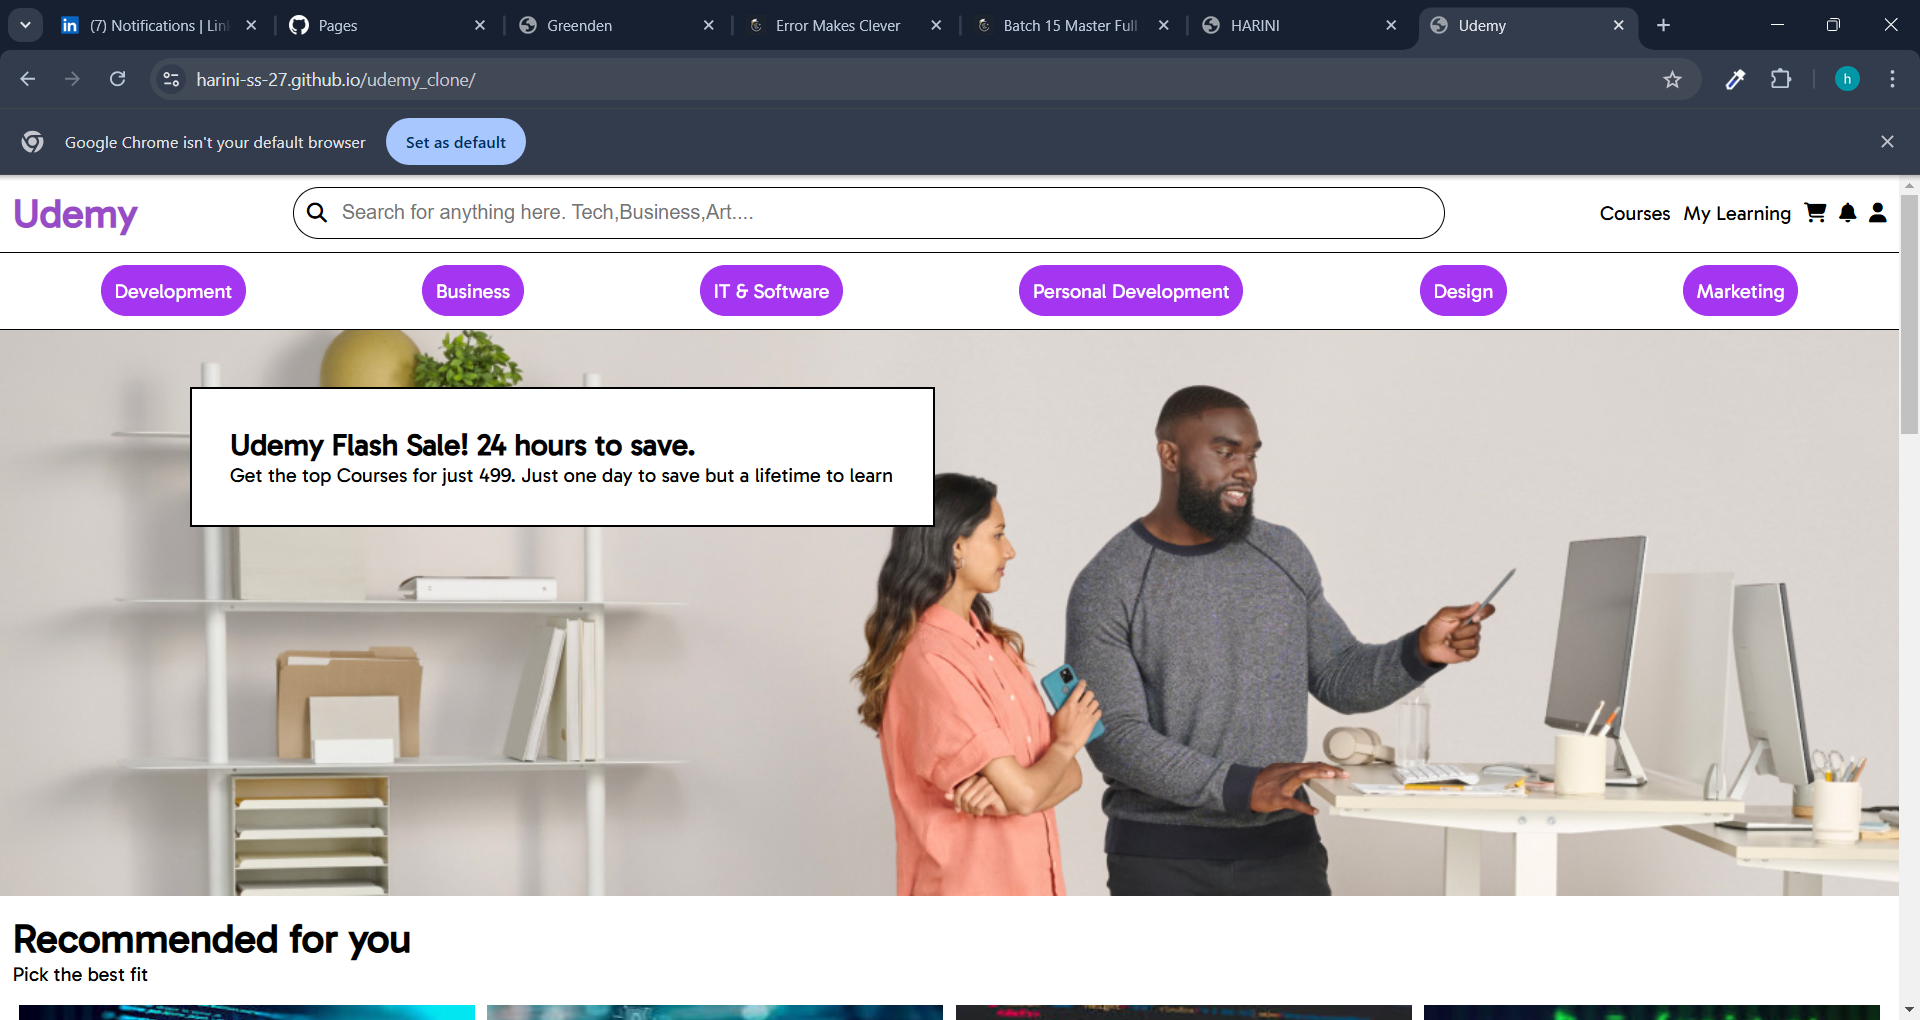 (7) Notifications | Lin
Pages
Greenden
Error Makes Clever
Batch 15 Master Full
HARINI
Udemy
harini-ss-27.github.io/udemy_clone/
h
Google Chrome isn't your default browser
Set as default
Udemy
Search for anything here. Tech,Business,Art....
Courses
My Learning
Development
Business
IT & Software
Personal Development
Design
Marketing
Udemy Flash Sale! 24 hours to save.
Get the top Courses for just 499. Just one day to save but a lifetime to learn
Recommended for you
Pick the best fit